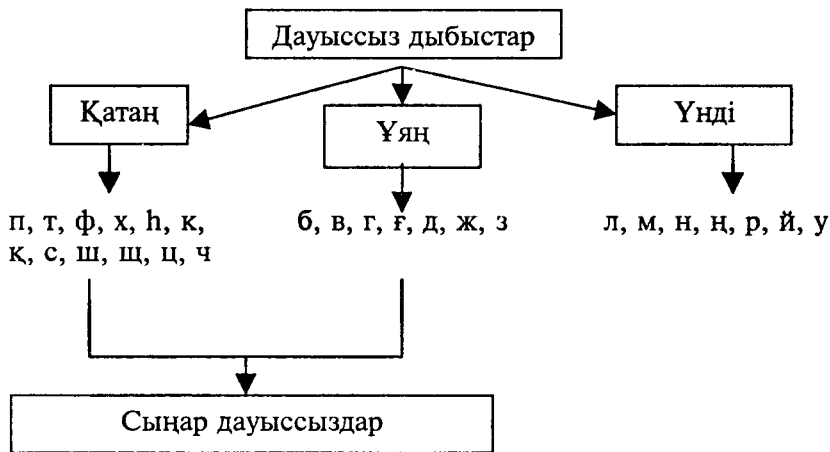 Дауыссыз дыбыстар
Қатаң
Ұяң
Үнді
п, т, ф, х, һ, к,
қ, с, ш, щ, ц, ч
б, в, г, ғ, д, ж, з
л, м, н, ң, р, й, у
Сыңар дауыссыздар